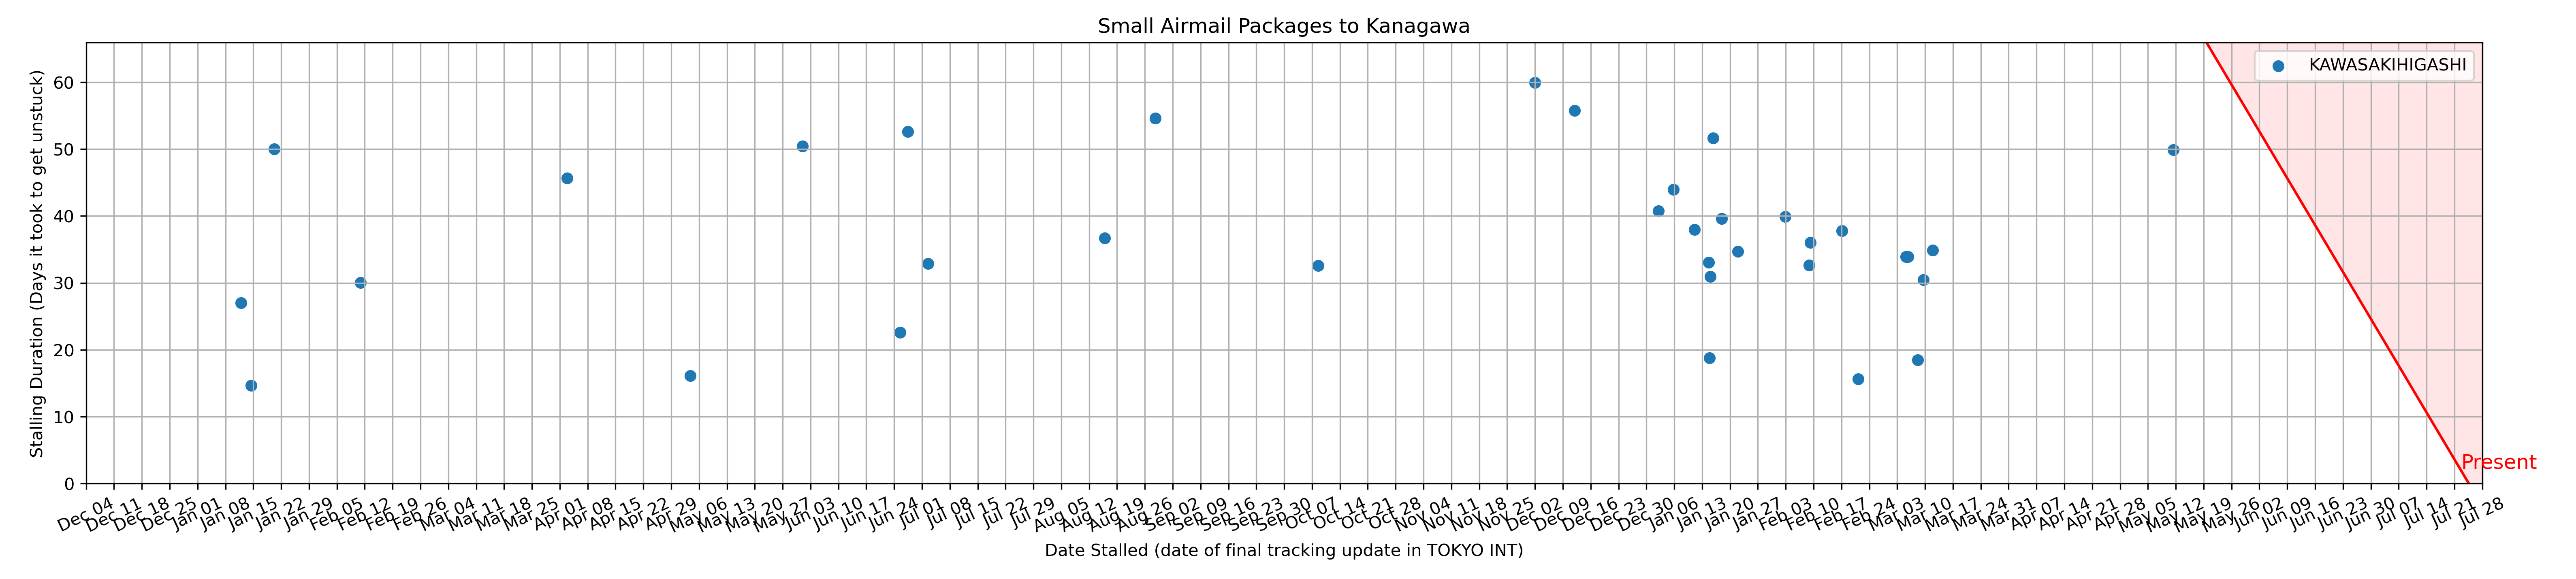 Small Airmail Packages to Kanagawa
Stalling Duration (Days it took to get unstuck)
60
50
40
30
20
10
0
KAWASAKIHIGASHI
Present
Dec 04
Dec 11
Dec 18
Dec 25
Jan 01
Jan 08
Jan 15
Jan 22
Jan 29
Feb 05
Feb 12
Feb 19
Feb 26
Mar 04
Mar 11
Mar 18
Mar 25
Apr 01
Apr 08
Apr 15
Apr 22
Apr 29
May 06
May 13
May 20
May 27
Jun 03
Jun 10
Jun 17
Jun 24
Jul 01
Jul 08
Jul 15
Jul 22
Jul 29
Aug 05
Aug 12
Aug 19
Aug 26
Sep 02
Sep 09
Sep 16
Sep 23
Sep 30
Oct 07
Oct 14
Oct 21
Oct 28
Nov 04
Nov 11
Nov 18
Nov 25
Dec 02
Dec 09
Dec 16
Dec 23
Dec 30
Jan 06
Jan 13
Jan 20
Jan 27
Feb 03
Feb 10
Feb 17
Feb 24
Mar 03
Mar 10
Mar 17
Mar 24
Mar 31
Apr 07
Apr 14
Apr 21
Apr 28
May 05
May 12
May 19
May 26
Jun 02
Jun 09
Jun 16
Jun 23
Jun 30
Jul 07
Jul 14
Jul 21
Jul 28
Date Stalled (date of final tracking update in TOKYO INT)